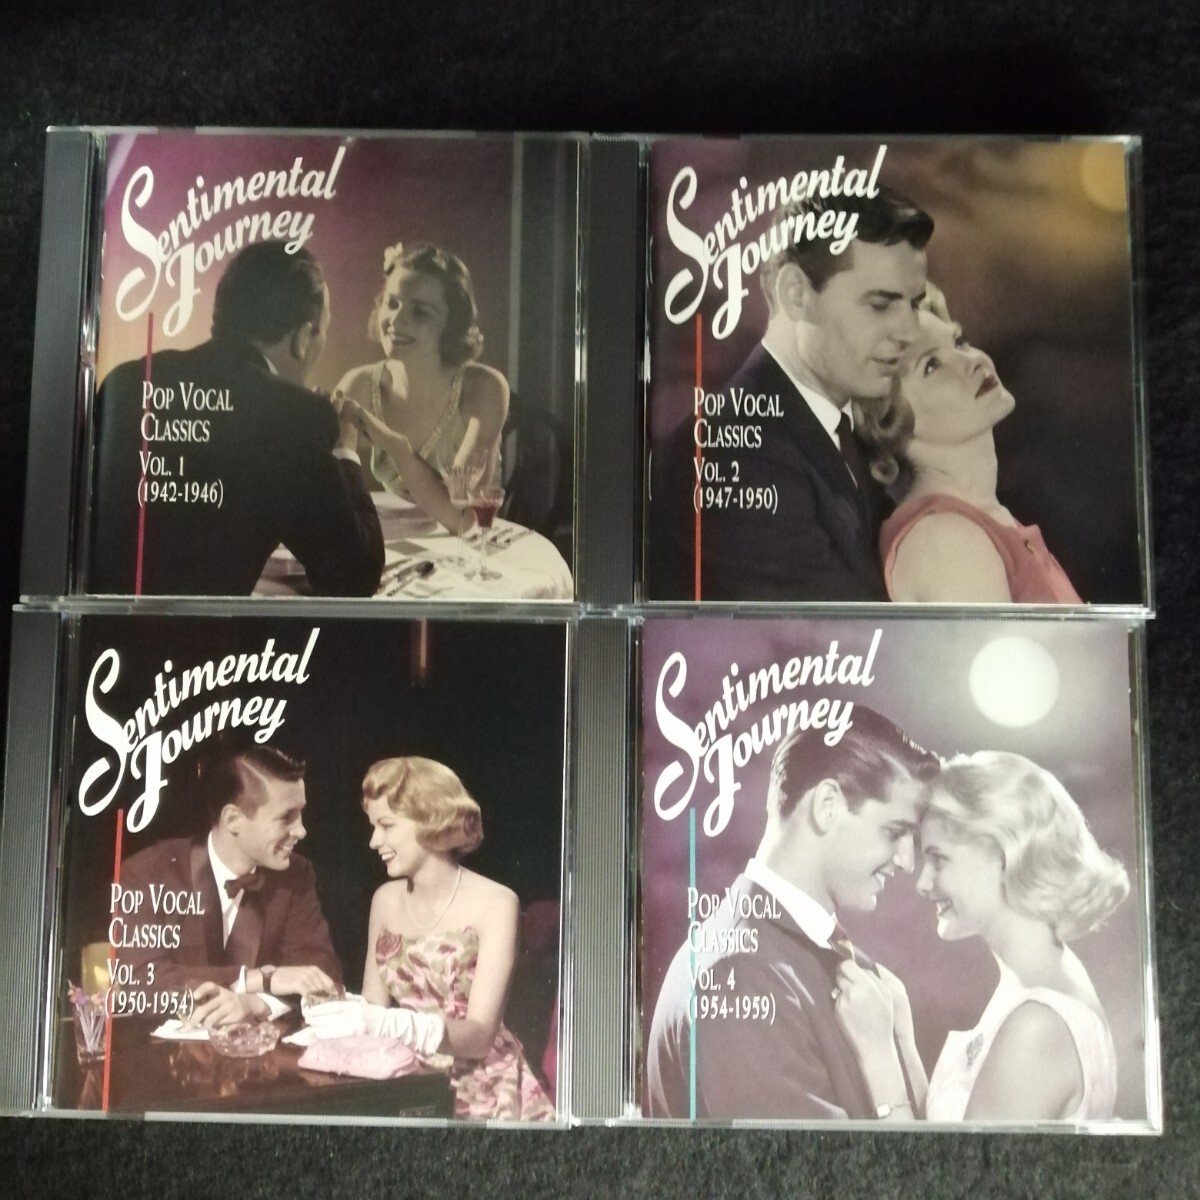 Sentimental
Journey
Pop Vocal
Classics
Vol. 1
(1942-1946)
Sentimental
Journey
Pop Vocal
Classics
Vol. 2
(1947-1950)
Sentimental
Journey
Pop Vocal
Classics
Vol. 3
(1950-1954)
Sentimental
Journey
Pop Vocal
Classics
Vol. 4
(1954-1959)